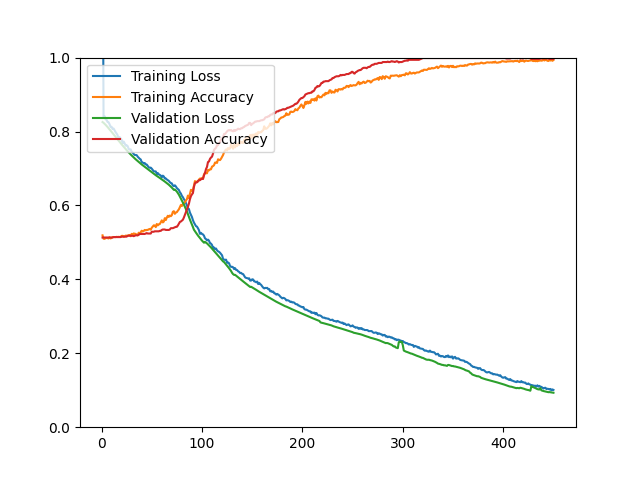 1.0
0.8
0.6
0.4
0.2
0.0
Training Loss
Training Accuracy
Validation Loss
Validation Accuracy
0 100 200 300 400